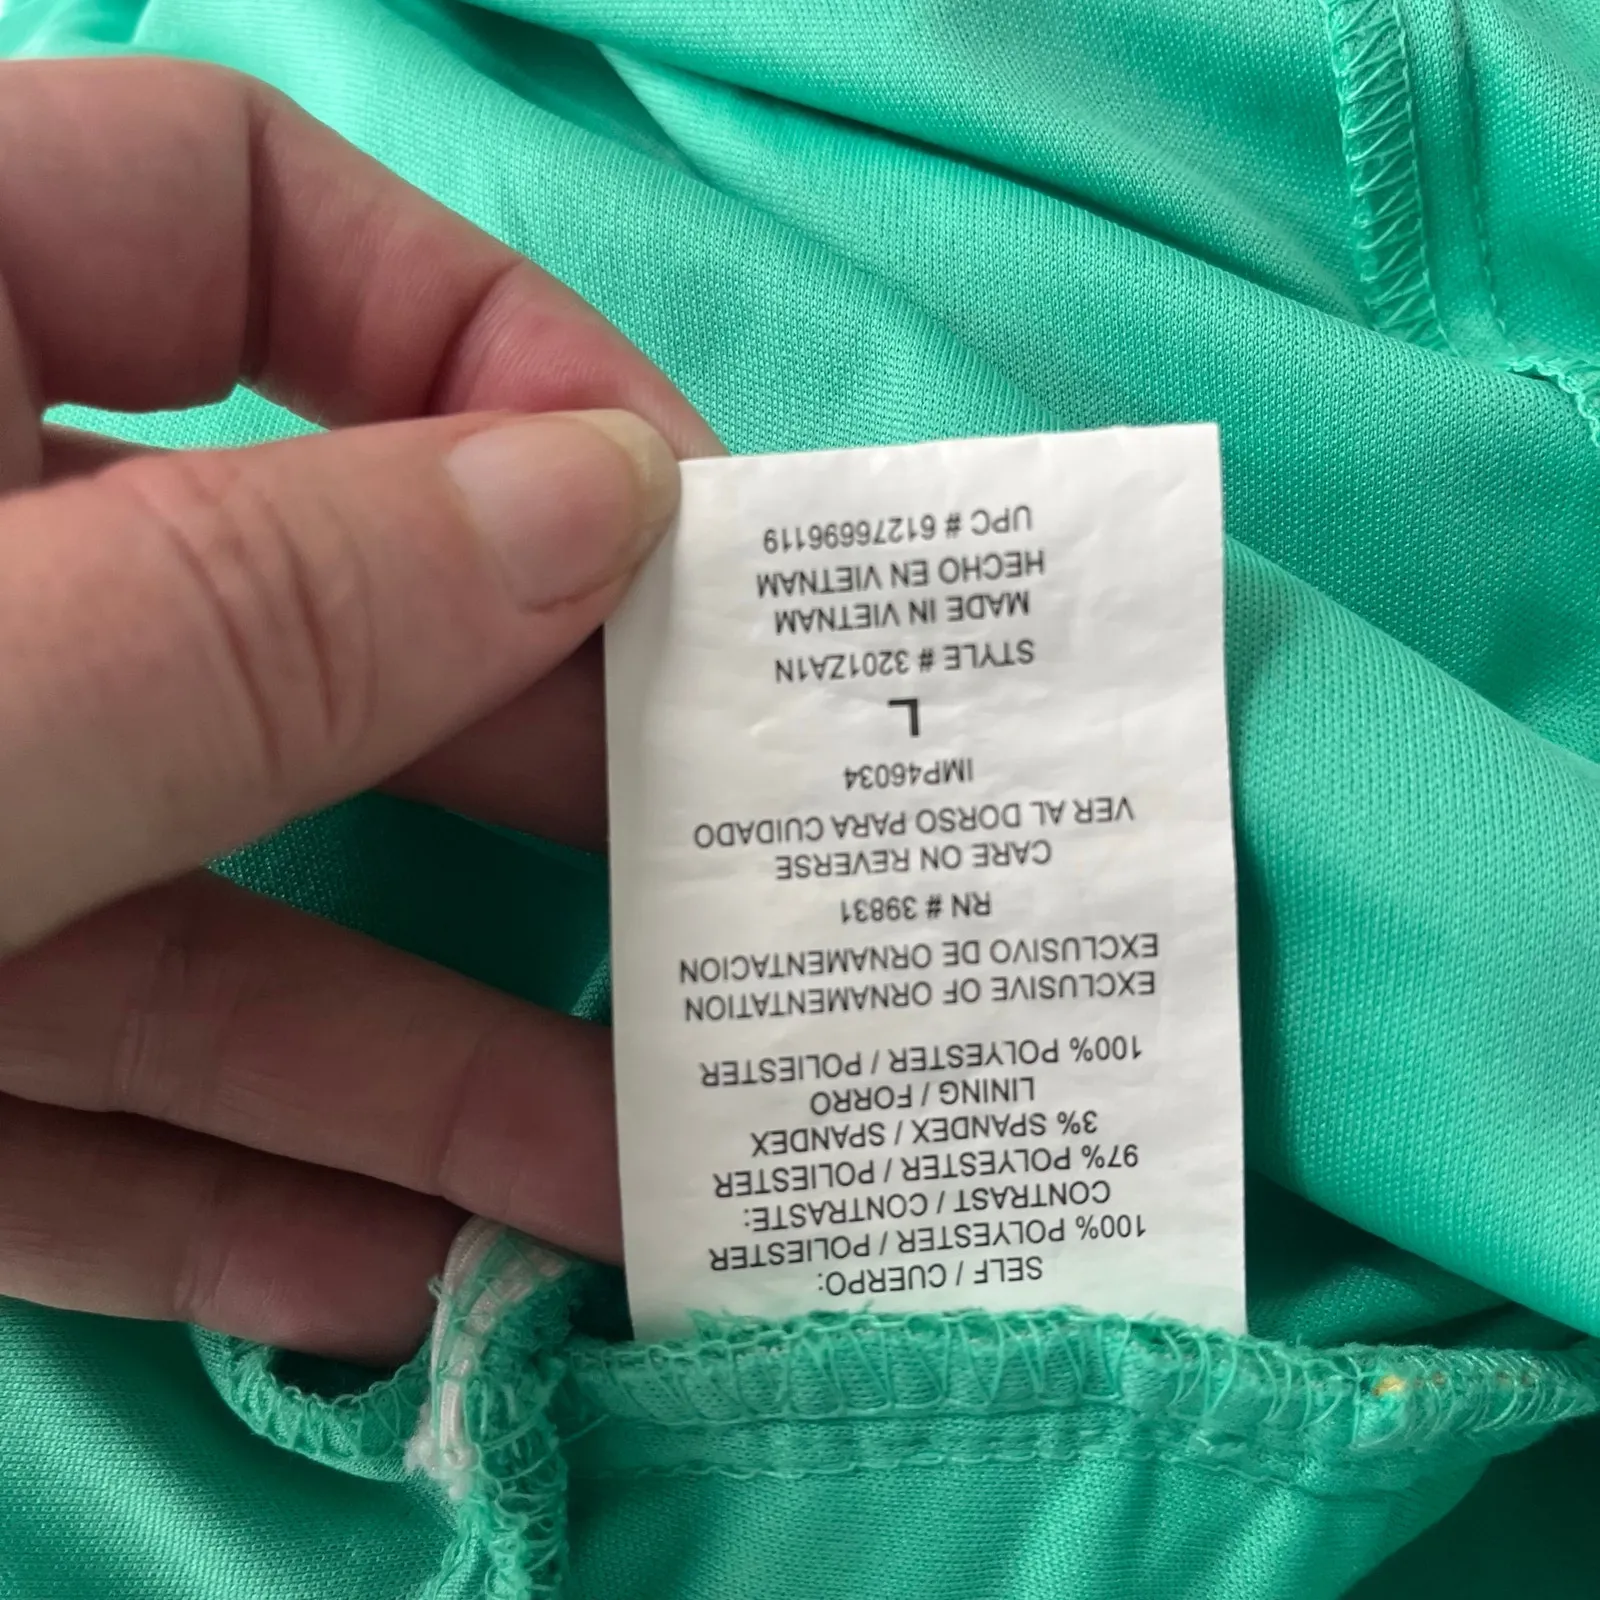 SELF / CUERPO:
100% POLYESTER / POLIESTER
CONTRAST / CONTRASTE:
97% POLYESTER / POLIESTER
3% SPANDEX / SPANDEX
LINING / FORRO
100% POLYESTER / POLIESTER
EXCLUSIVE OF ORNAMENTATION
EXCLUSIVO DE ORNAMENTACION
RN # 39831
CARE ON REVERSE
VER AL DORSO PARA CUIDADO
IMP46034
L
STYLE # 3201ZA1N
MADE IN VIETNAM
HECHO EN VIETNAM
UPC # 61276696119